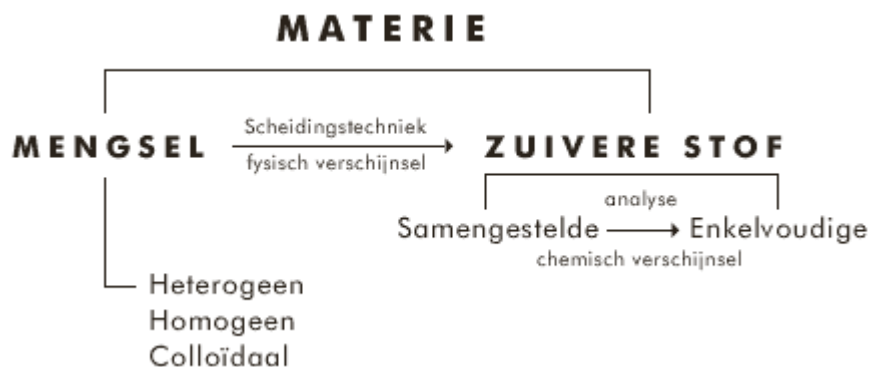 MATERIE
Scheidingstechniek
MENGSEL ZUIVERE STOF
fysisch verschijnsel
analyse
Samengestelde Enkelvoudige
chemisch verschijnsel
Heterogeen
Homogeen
Colloïdaal